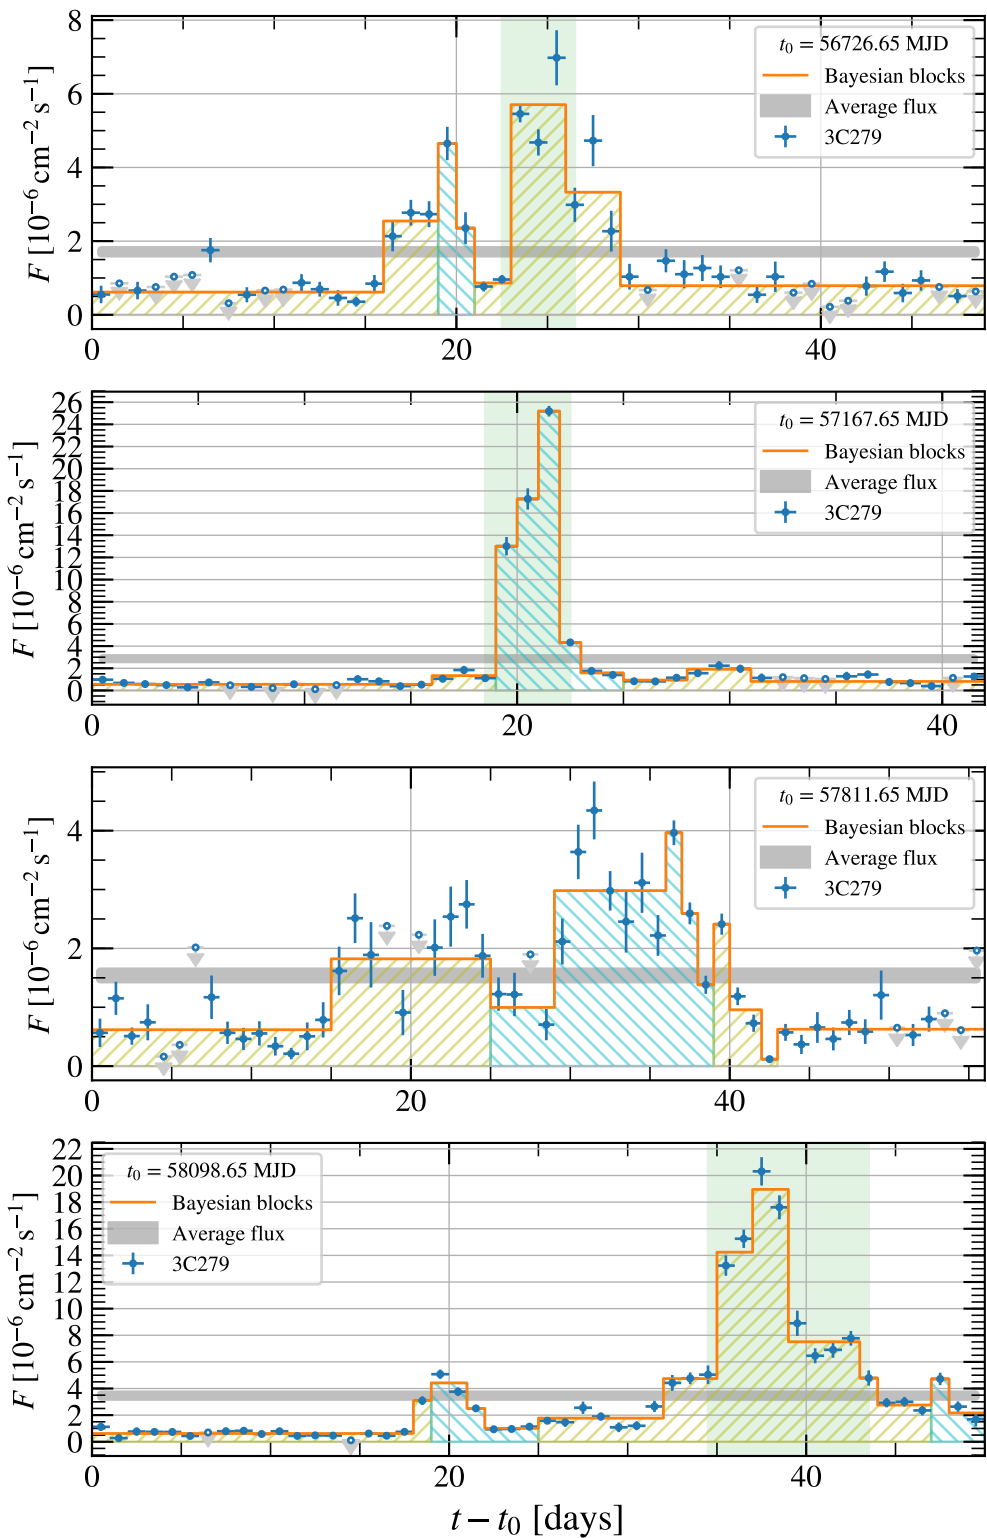 8
6
4
2
0
F [10⁻⁶ cm⁻² s⁻¹]
t₀ = 56726.65 MJD
Bayesian blocks
Average flux
3C279
0 20 40
26
24
22
20
18
16
14
12
10
8
6
4
2
0
F [10⁻⁶ cm⁻² s⁻¹]
t₀ = 57167.65 MJD
Bayesian blocks
Average flux
3C279
0 20 40
4
2
0
F [10⁻⁶ cm⁻² s⁻¹]
t₀ = 57811.65 MJD
Bayesian blocks
Average flux
3C279
0 20 40
22
20
18
16
14
12
10
8
6
4
2
0
F [10⁻⁶ cm⁻² s⁻¹]
t₀ = 58098.65 MJD
Bayesian blocks
Average flux
3C279
0 20 40
t − t₀ [days]